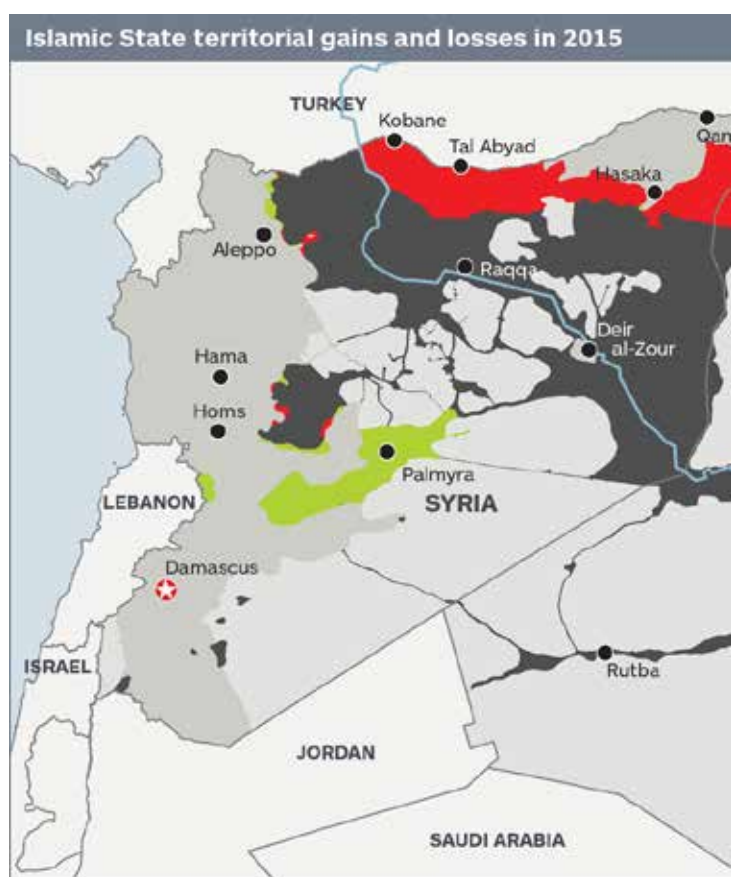 Islamic State territorial gains and losses in 2015
TURKEY
Kobane
Tal Abyad
Qam
Hasaka
Aleppo
Raqqa
Deir
al-Zour
Hama
Homs
Palmyra
LEBANON
SYRIA
Damascus
ISRAEL
Rutba
JORDAN
SAUDI ARABIA